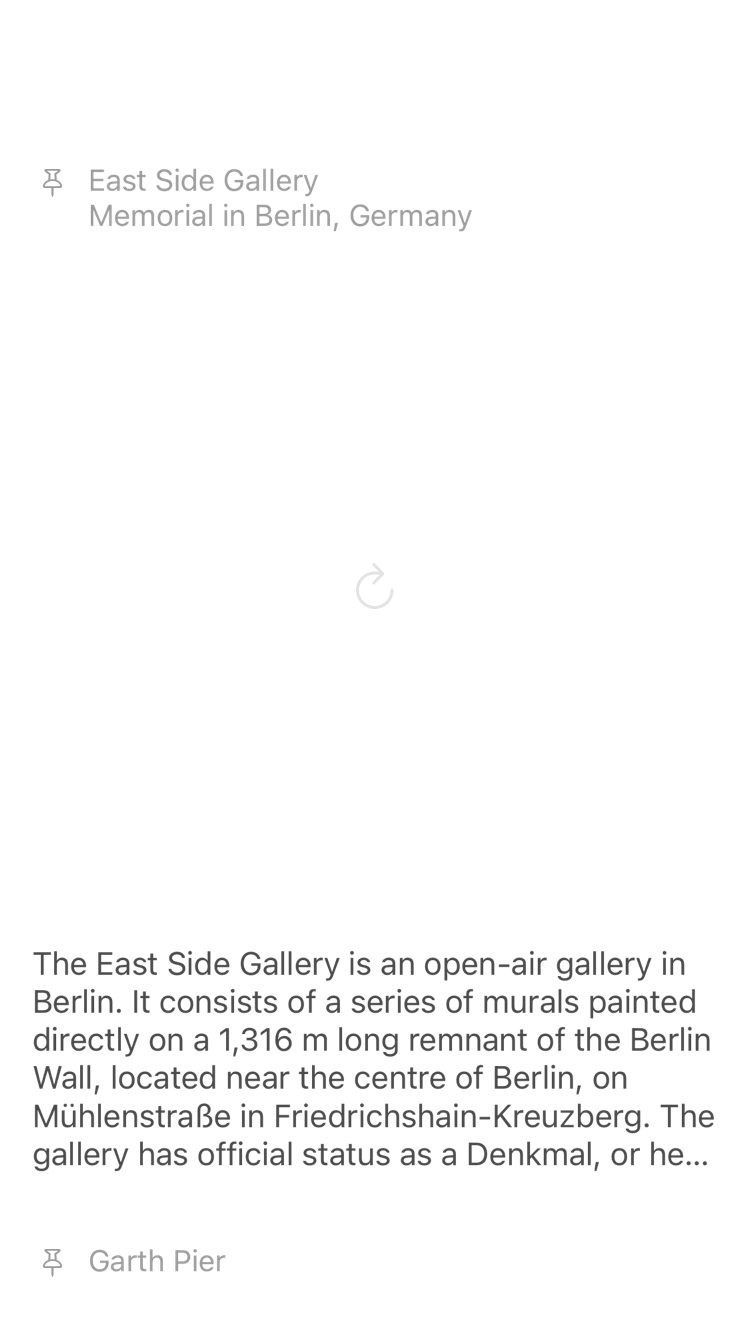 East Side Gallery
Memorial in Berlin, Germany
The East Side Gallery is an open-air gallery in
Berlin. It consists of a series of murals painted
directly on a 1,316 m long remnant of the Berlin
Wall, located near the centre of Berlin, on
Mühlenstraße in Friedrichshain-Kreuzberg. The
gallery has official status as a Denkmal, or he...
Garth Pier